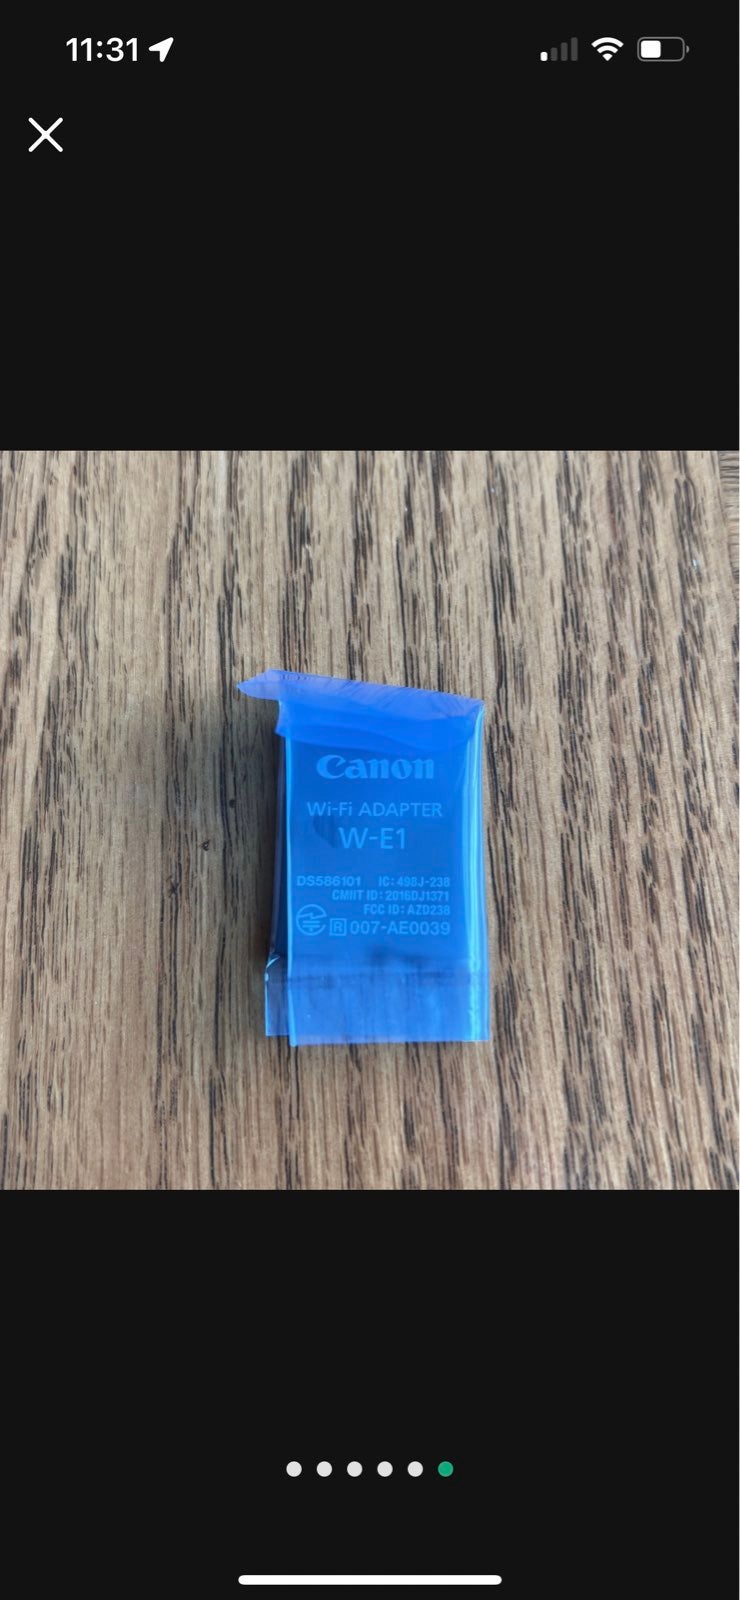 11:31
Canon
Wi-Fi ADAPTER
W-E1
DS586101 IC: 498J-238
CMIIT ID: 2016DJ1371
FCC ID: AZD238
R 007-AE0039